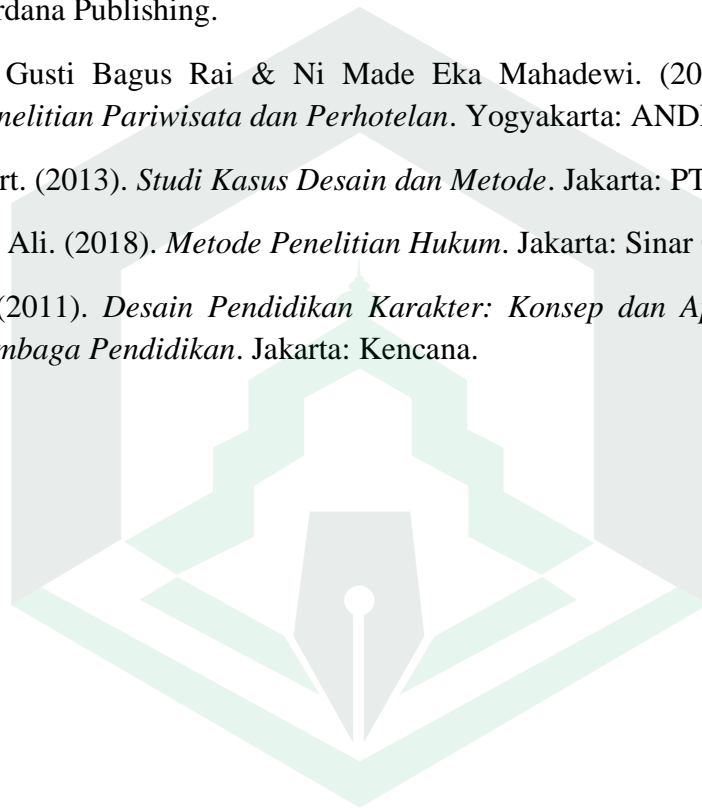 rdana Publishing.
Gusti Bagus Rai & Ni Made Eka Mahadewi. (20
nelitian Pariwisata dan Perhotelan. Yogyakarta: AND
rt. (2013). Studi Kasus Desain dan Metode. Jakarta: PT
Ali. (2018). Metode Penelitian Hukum. Jakarta: Sinar
(2011). Desain Pendidikan Karakter: Konsep dan Ap
mbaga Pendidikan. Jakarta: Kencana.